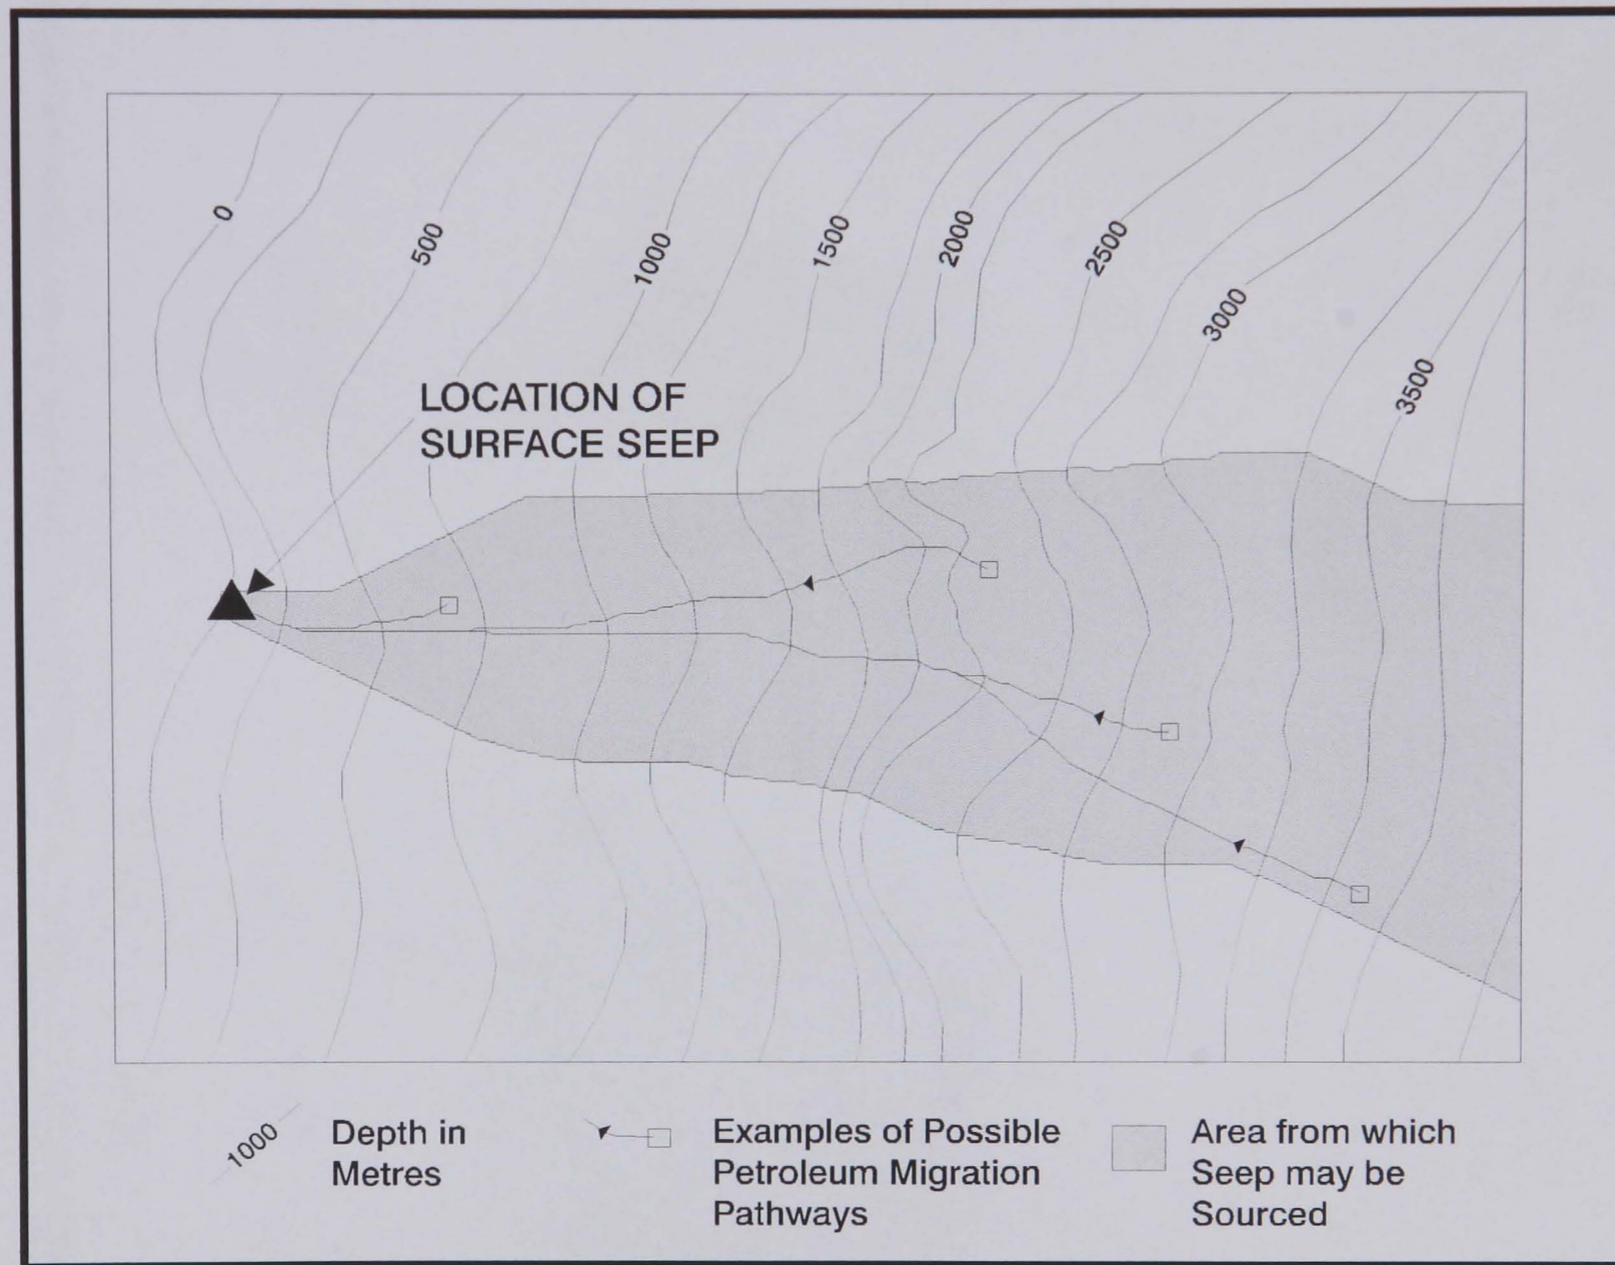 0
500
1000
1500
2000
2500
3000
3500
LOCATION OF
SURFACE SEEP
1000
Depth in
Metres
Examples of Possible
Petroleum Migration
Pathways
Area from which
Seep may be
Sourced